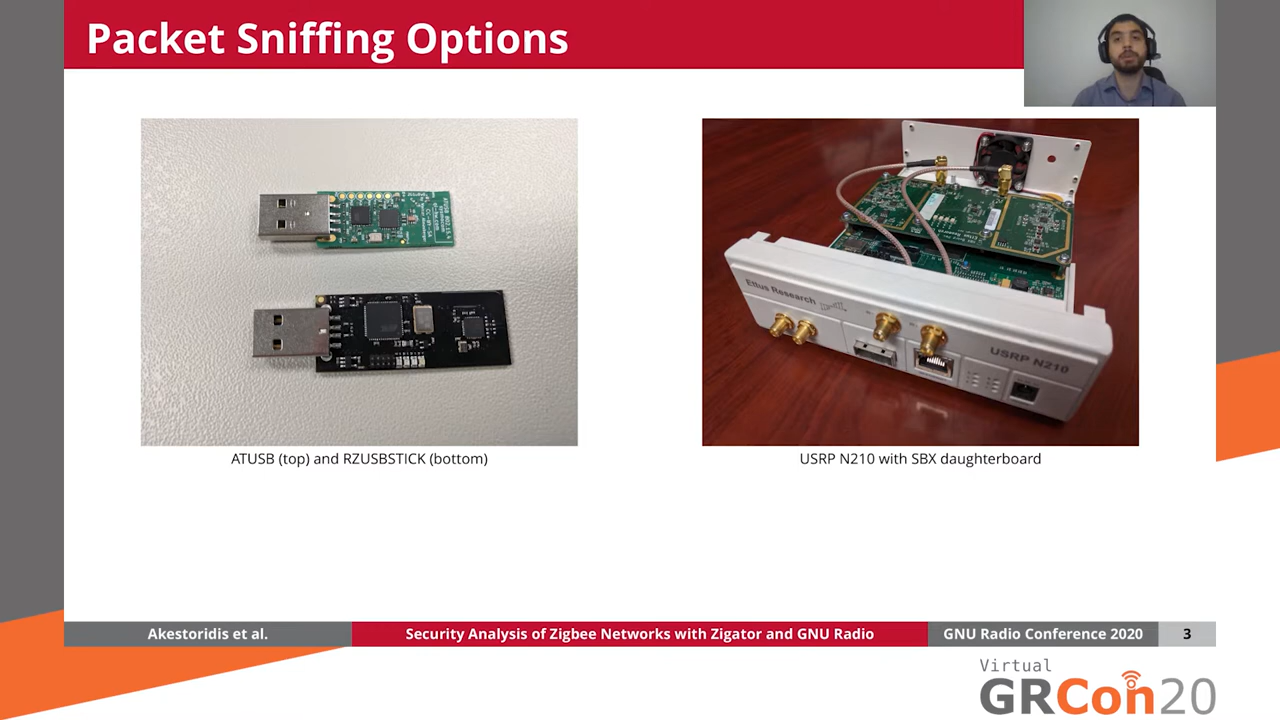 Packet Sniffing Options
Ettus Research
USRP N210
ATUSB (top) and RZUSBSTICK (bottom)
USRP N210 with SBX daughterboard
Akestoridis et al.
Security Analysis of Zigbee Networks with Zigator and GNU Radio
GNU Radio Conference 2020
3
Virtual
GRCon20